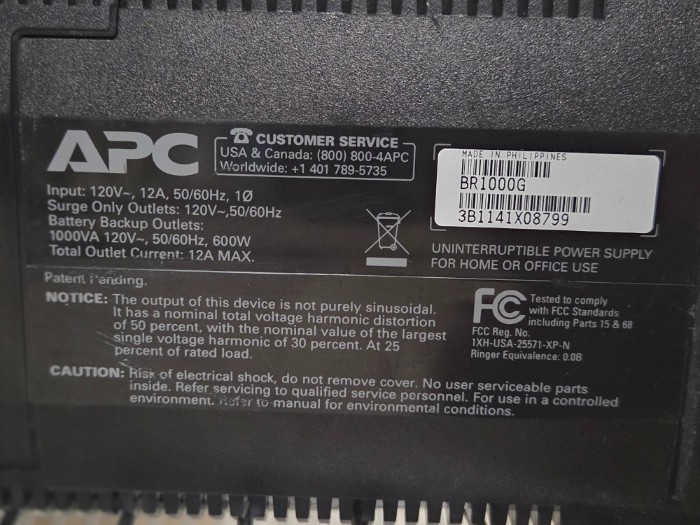 APC
CUSTOMER SERVICE
USA & Canada: (800) 800-4APC
Worldwide: +1 401 789-5735
MADE IN PHILIPPINES
BR1000G
3B1141X08799
Input: 120V~, 12A, 50/60Hz, 1Ø
Surge Only Outlets: 120V~,50/60Hz
Battery Backup Outlets:
1000VA 120V~, 50/60Hz, 600W
Total Outlet Current: 12A MAX.
UNINTERRUPTIBLE POWER SUPPLY
FOR HOME OR OFFICE USE
Patent Pending.
NOTICE: The output of this device is not purely sinusoidal.
It has a nominal total voltage harmonic distortion
of 50 percent, with the nominal value of the largest
single voltage harmonic of 30 percent. At 25
percent of rated load.
FC Tested to comply
with FCC Standards
including Parts 15 & 68
FCC Reg. No.
1XH-USA-25571-XP-N
Ringer Equivalence: 0.0B
CAUTION: Risk of electrical shock, do not remove cover. No user serviceable parts
inside. Refer servicing to qualified service personnel. For use in a controlled
environment. Refer to manual for environmental conditions.